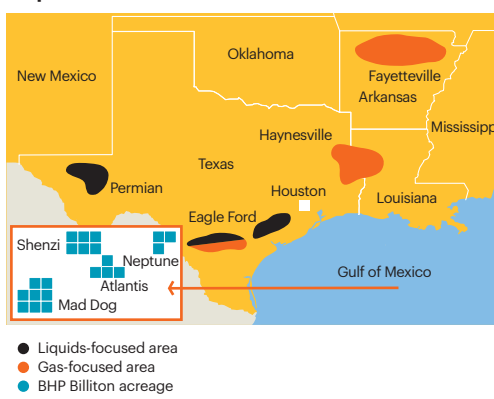 Oklahoma
New Mexico
Fayetteville
Arkansas
Mississipp
Haynesville
Texas
Permian
Houston
Louisiana
Eagle Ford
Shenzi
Neptune
Atlantis
Mad Dog
Gulf of Mexico
Liquids-focused area
Gas-focused area
BHP Billiton acreage